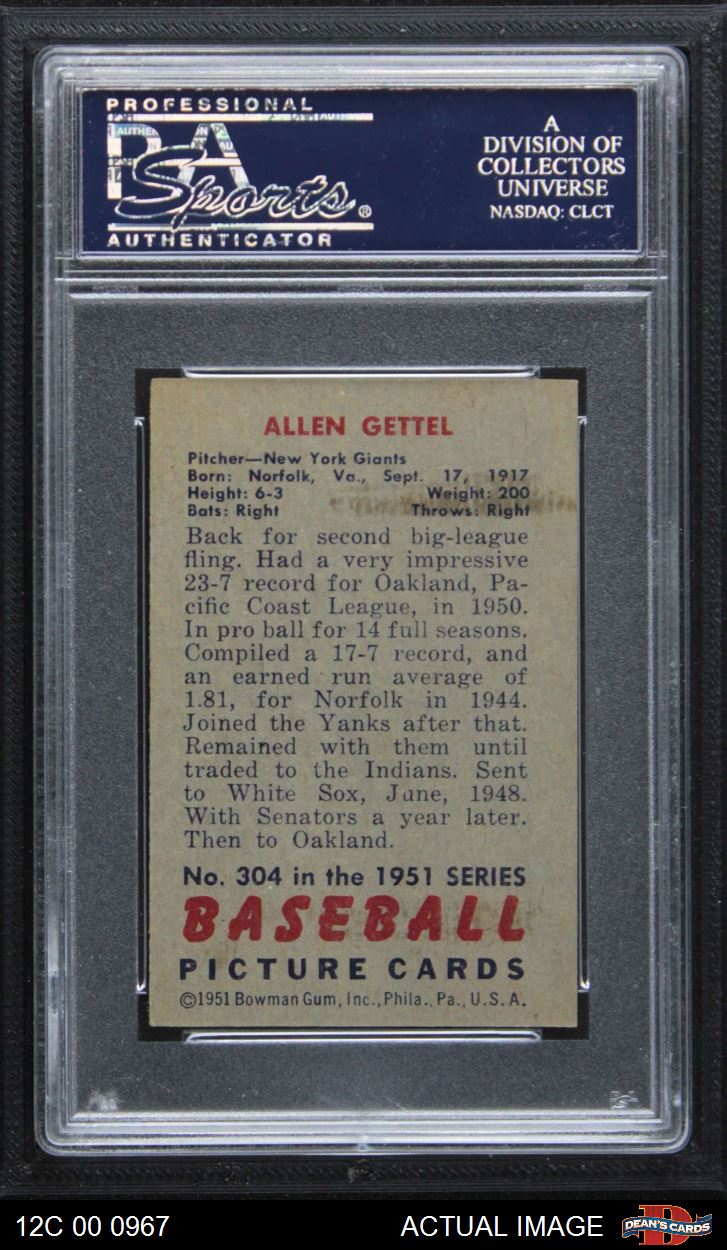 PROFESSIONAL
PSA
Sports®
AUTHENTICATOR
A
DIVISION OF
COLLECTORS
UNIVERSE
NASDAQ: CLCT
ALLEN GETTEL
Pitcher—New York Giants
Born: Norfolk, Va., Sept. 17, 1917
Height: 6-3 Weight: 200
Bats: Right Throws: Right
Back for second big-league
fling. Had a very impressive
23-7 record for Oakland, Pa-
cific Coast League, in 1950.
In pro ball for 14 full seasons.
Compiled a 17-7 record, and
an earned run average of
1.81, for Norfolk in 1944.
Joined the Yanks after that.
Remained with them until
traded to the Indians. Sent
to White Sox, June, 1948.
With Senators a year later.
Then to Oakland.
No. 304 in the 1951 SERIES
BASEBALL
PICTURE CARDS
©1951 Bowman Gum, Inc., Phila., Pa., U.S.A.
12C 00 0967 ACTUAL IMAGE DEAN'S CARDS